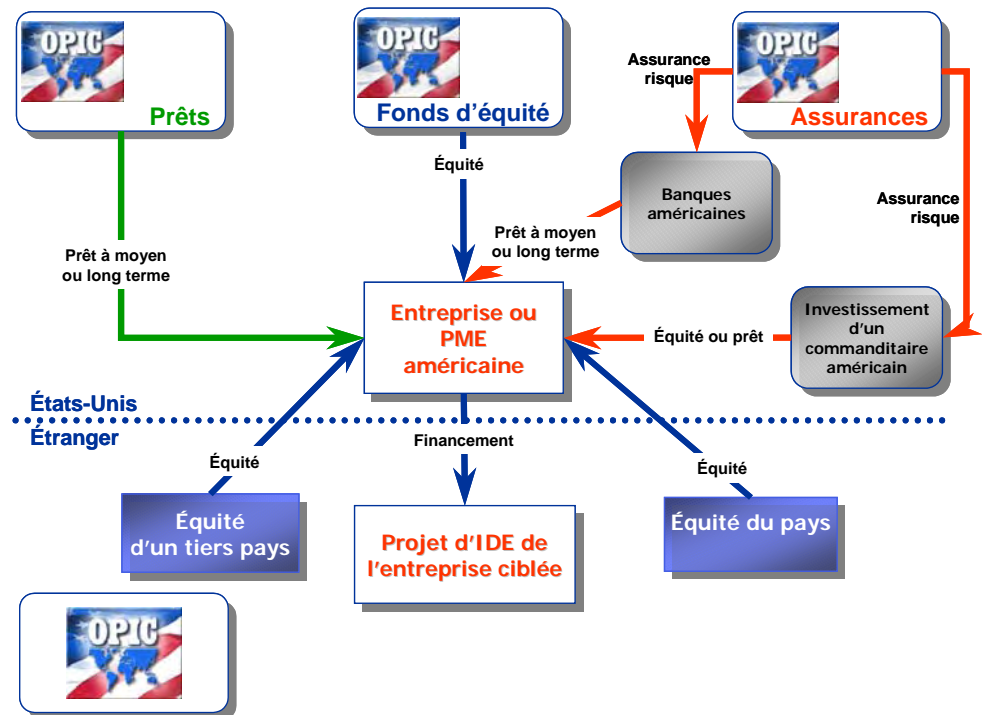 OPIC
Prêts
OPIC
Fonds d'équité
OPIC
Assurances
Assurance
risque
Équité
Banques
américaines
Assurance
risque
Prêt à moyen
ou long terme
Prêt à moyen
ou long terme
Entreprise ou
PME
américaine
Équité ou prêt
Investissement
d'un
commanditaire
américain
États-Unis
Étranger
Financement
Équité
Équité
Équité
d'un tiers pays
Projet d'IDE de
l'entreprise ciblée
Équité du pays
OPIC